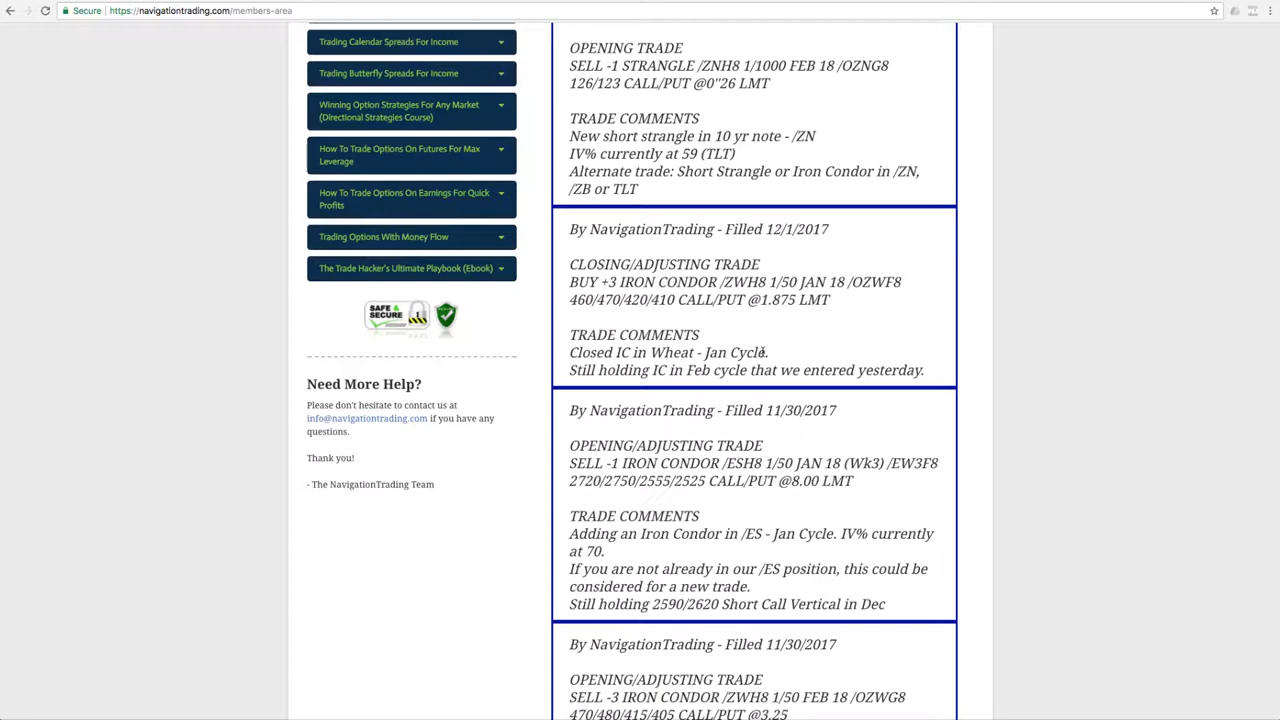 Secure
https://navigationtrading.com/members-area
Trading Calendar Spreads For Income
Trading Butterfly Spreads For Income
Winning Option Strategies For Any Market
(Directional Strategies Course)
How To Trade Options On Futures For Max
Leverage
How To Trade Options On Earnings For Quick
Profits
Trading Options With Money Flow
The Trade Hacker's Ultimate Playbook (Ebook)
SAFE &
SECURE
Need More Help?
Please don't hesitate to contact us at
info@navigationtrading.com if you have any
questions.
Thank you!
- The NavigationTrading Team
OPENING TRADE
SELL -1 STRANGLE /ZNH8 1/1000 FEB 18 /OZNG8
126/123 CALL/PUT @0"26 LMT
TRADE COMMENTS
New short strangle in 10 yr note - /ZN
IV% currently at 59 (TLT)
Alternate trade: Short Strangle or Iron Condor in /ZN,
/ZB or TLT
By NavigationTrading - Filled 12/1/2017
CLOSING/ADJUSTING TRADE
BUY +3 IRON CONDOR /ZWH8 1/50 JAN 18 /OZWF8
460/470/420/410 CALL/PUT @1.875 LMT
TRADE COMMENTS
Closed IC in Wheat - Jan Cycle.
Still holding IC in Feb cycle that we entered yesterday.
By NavigationTrading - Filled 11/30/2017
OPENING/ADJUSTING TRADE
SELL -1 IRON CONDOR /ESH8 1/50 JAN 18 (Wk3) /EW3F8
2720/2750/2555/2525 CALL/PUT @8.00 LMT
TRADE COMMENTS
Adding an Iron Condor in /ES - Jan Cycle. IV% currently
at 70.
If you are not already in our /ES position, this could be
considered for a new trade.
Still holding 2590/2620 Short Call Vertical in Dec
By NavigationTrading - Filled 11/30/2017
OPENING/ADJUSTING TRADE
SELL -3 IRON CONDOR /ZWH8 1/50 FEB 18 /OZWG8
470/480/415/405 CALL/PUT @3.25